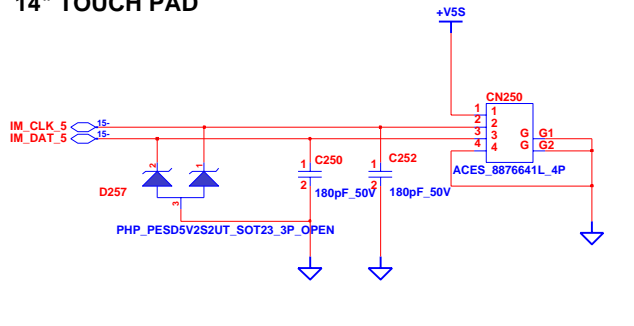 14" TOUCH PAD
+V5S
CN250
1 1
2 2
3 3 G G1
4 4 G G2
IM_CLK_5 15-
IM_DAT_5 15-
ACES_8876641L_4P
2 1
D257
3
1 C250
2 180pF_50V
1 C252
2 180pF_50V
PHP_PESD5V2S2UT_SOT23_3P_OPEN